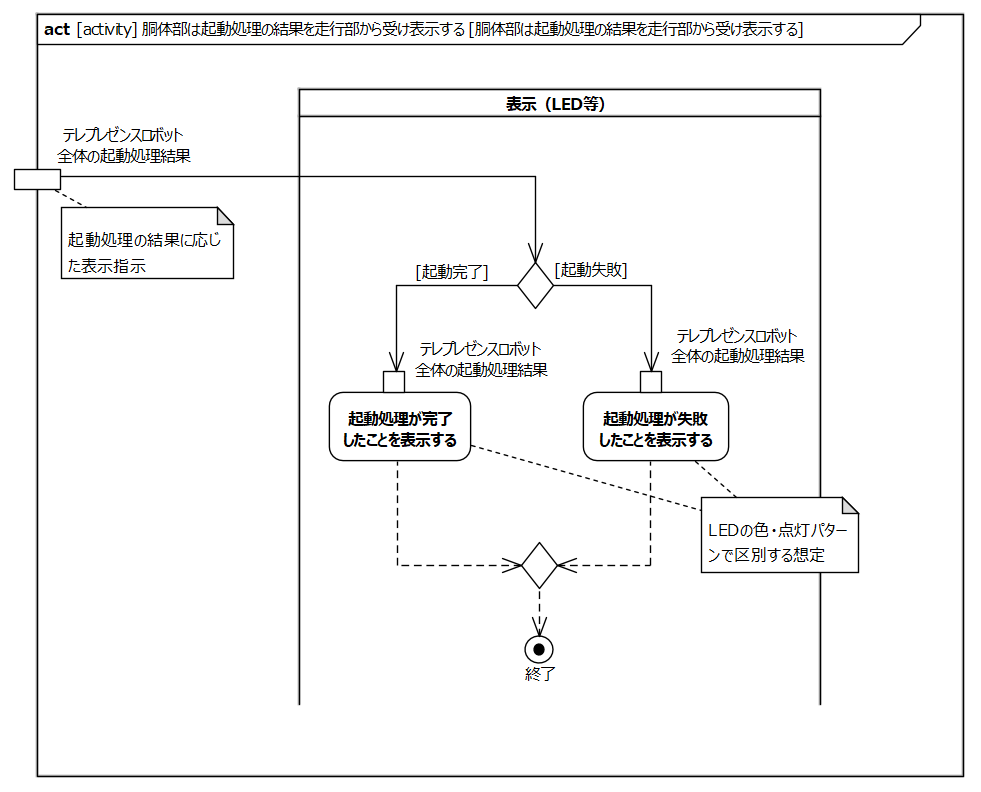 act [activity] 胴体部は起動処理の結果を走行部から受け表示する [胴体部は起動処理の結果を走行部から受け表示する]
表示（LED等）
テレプレゼンスロボット
全体の起動処理結果
起動処理の結果に応じ
た表示指示
[起動完了]
[起動失敗]
テレプレゼンスロボット
全体の起動処理結果
テレプレゼンスロボット
全体の起動処理結果
起動処理が完了
したことを表示する
起動処理が失敗
したことを表示する
LEDの色・点灯パター
ンで区別する想定
終了